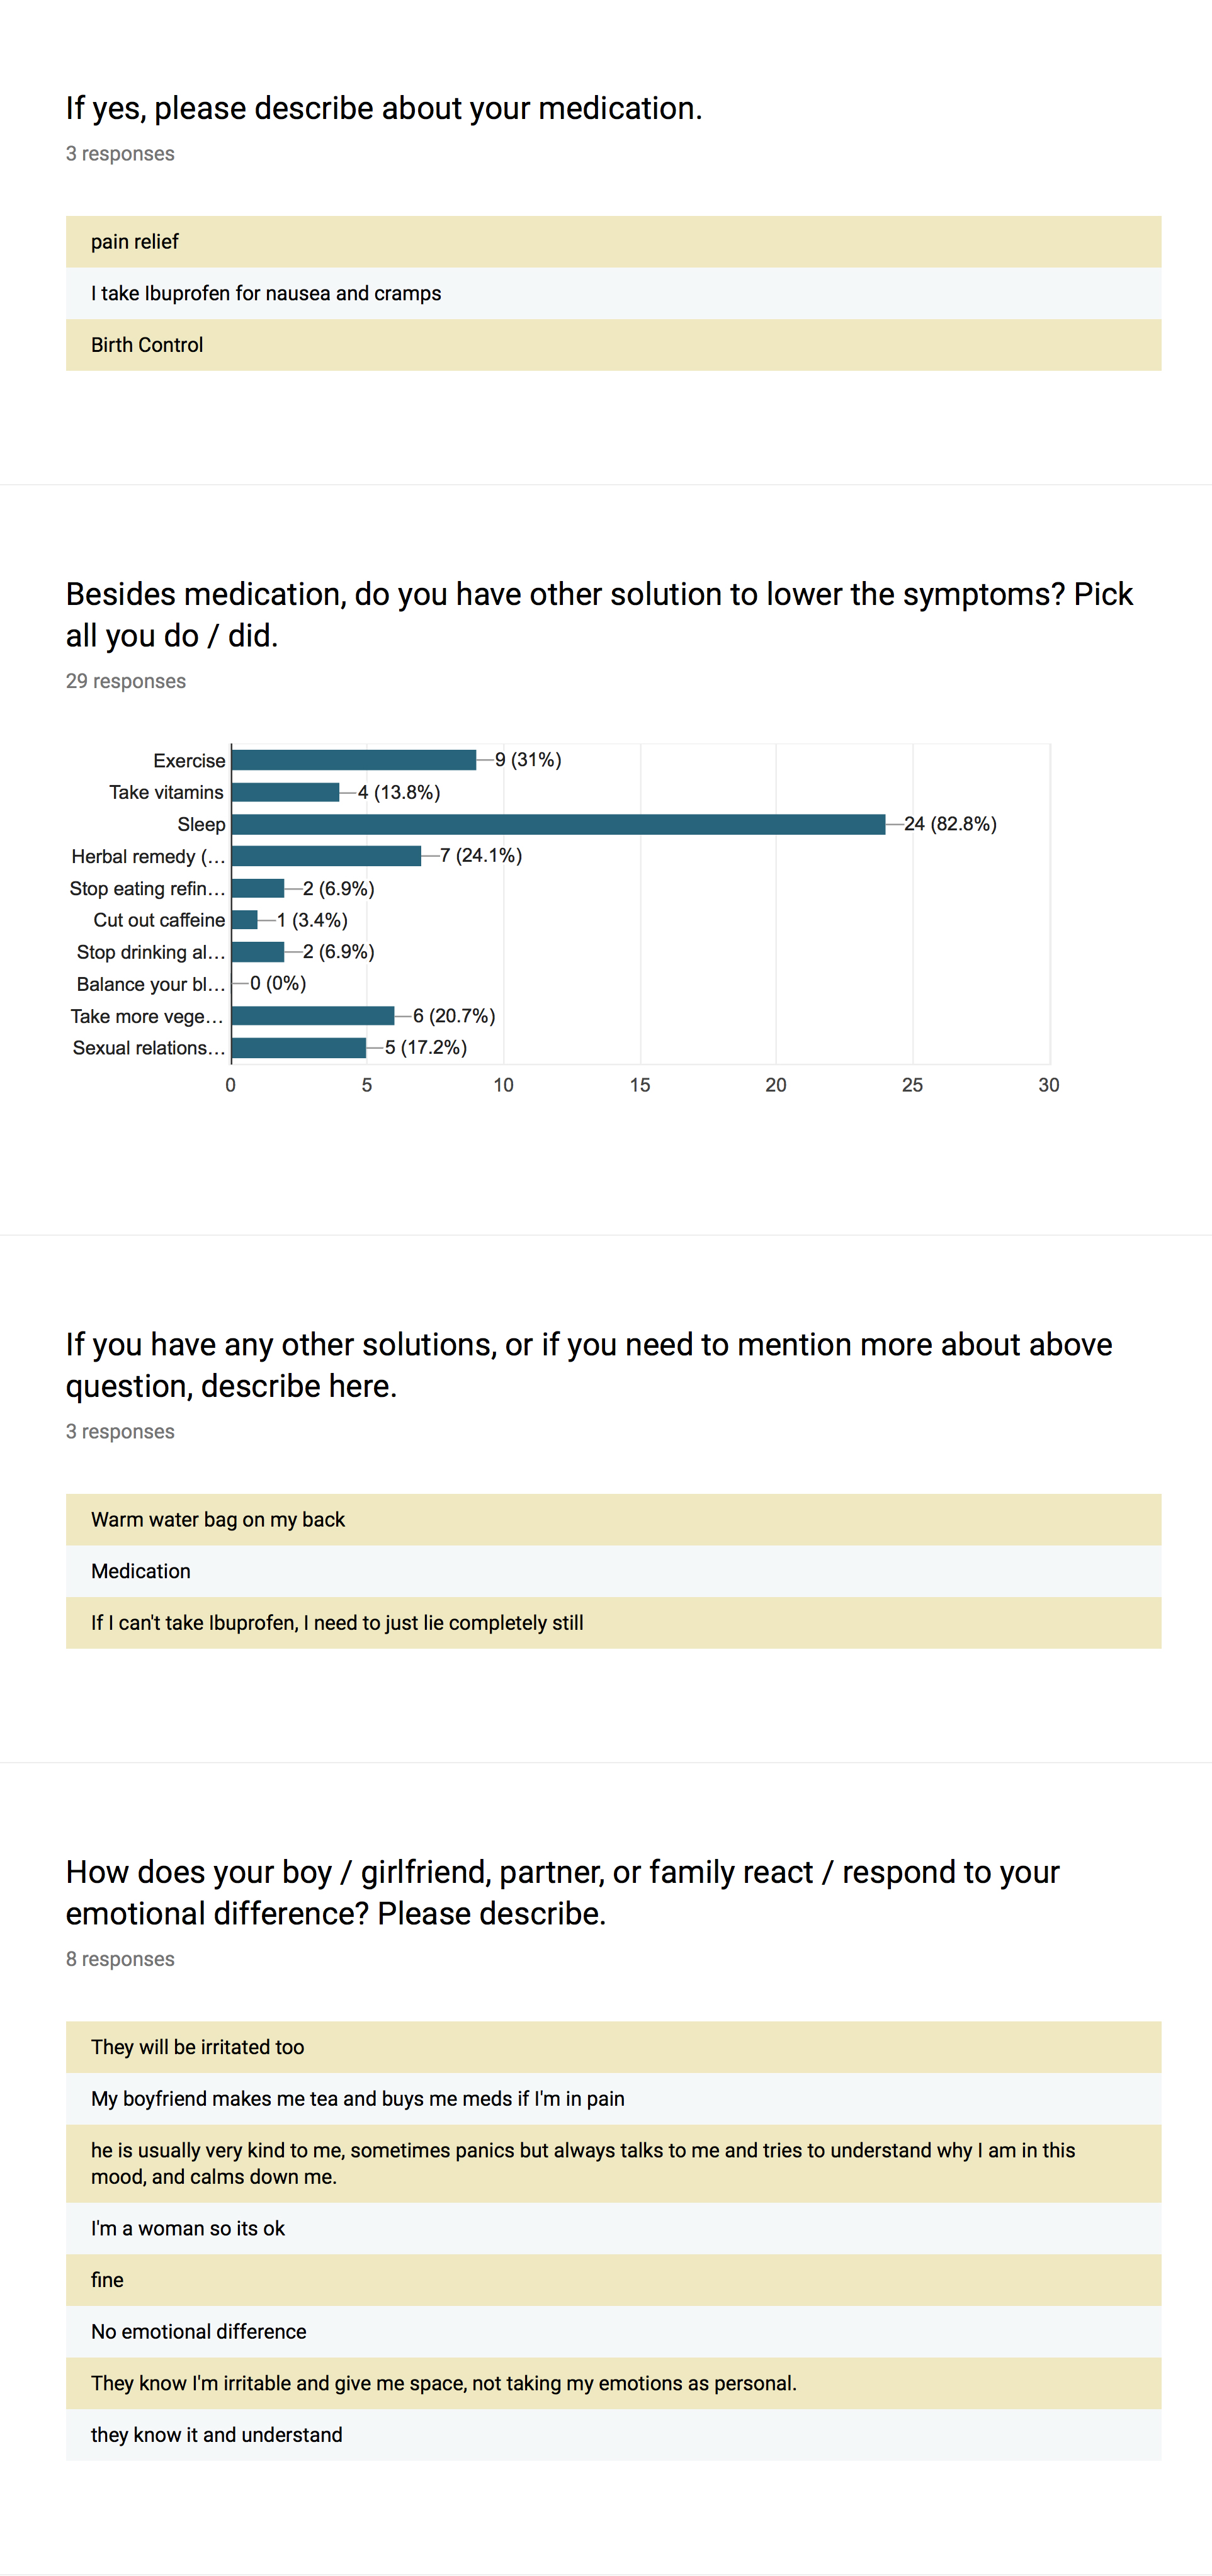 If yes, please describe about your medication.
3 responses
pain relief
I take Ibuprofen for nausea and cramps
Birth Control
Besides medication, do you have other solution to lower the symptoms? Pick
all you do / did.
29 responses
Exercise 9 (31%)
Take vitamins 4 (13.8%)
Sleep 24 (82.8%)
Herbal remedy (... 7 (24.1%)
Stop eating refin... 2 (6.9%)
Cut out caffeine 1 (3.4%)
Stop drinking al... 2 (6.9%)
Balance your bl... 0 (0%)
Take more vege... 6 (20.7%)
Sexual relations... 5 (17.2%)
0 5 10 15 20 25 30
If you have any other solutions, or if you need to mention more about above
question, describe here.
3 responses
Warm water bag on my back
Medication
If I can't take Ibuprofen, I need to just lie completely still
How does your boy / girlfriend, partner, or family react / respond to your
emotional difference? Please describe.
8 responses
They will be irritated too
My boyfriend makes me tea and buys me meds if I'm in pain
he is usually very kind to me, sometimes panics but always talks to me and tries to understand why I am in this
mood, and calms down me.
I'm a woman so its ok
fine
No emotional difference
They know I'm irritable and give me space, not taking my emotions as personal.
they know it and understand